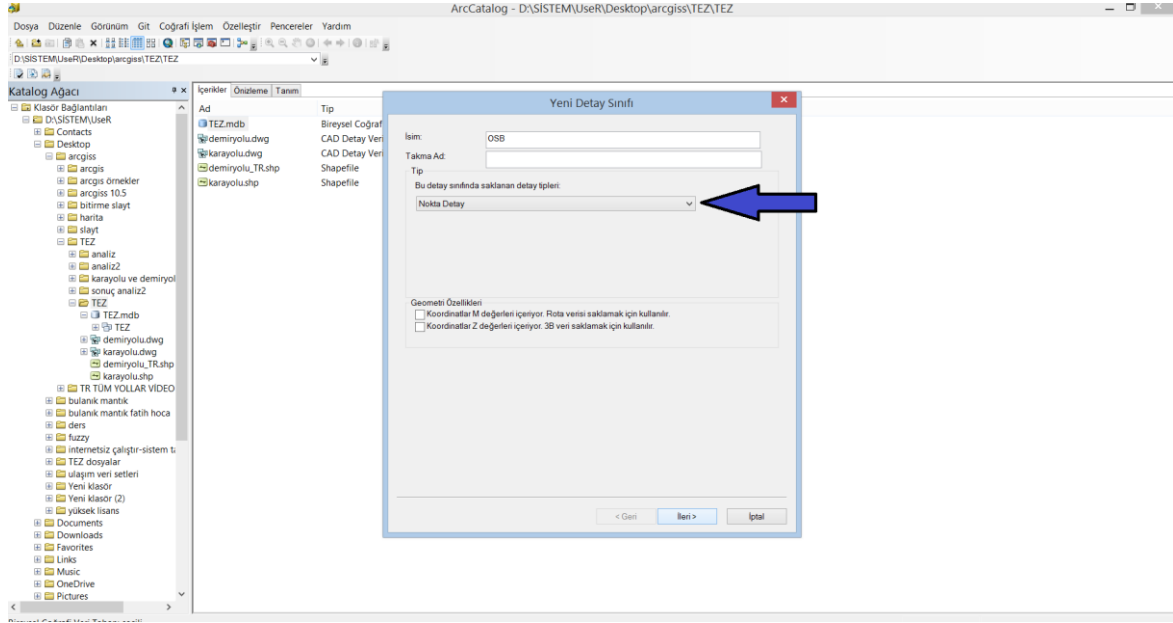 ArcCatalog - D:\SİSTEM\UseR\Desktop\arcgiss\TEZ\TEZ
Dosya Düzenle Görünüm Git Coğrafi İşlem Özelleştir Pencereler Yardım
D:\SİSTEM\UseR\Desktop\arcgiss\TEZ\TEZ
Katalog Ağacı
Klasör Bağlantıları
D:\SİSTEM\UseR
Contacts
Desktop
arcgiss
arcgis
arcgıs örnekler
arcgiss 10.5
bitirme slayt
harita
slayt
TEZ
analiz
analiz2
karayolu ve demiryol
sonuç analiz2
TEZ
TEZ.mdb
TEZ
demiryolu.dwg
karayolu.dwg
demiryolu_TR.shp
karayolu.shp
TR TÜM YOLLAR VİDEO
bulanık mantık
bulanık mantık fatih hoca
ders
fuzzy
internetsiz çalıştır-sistem ta
TEZ dosyalar
ulaşım veri setleri
Yeni klasör
Yeni klasör (2)
yüksek lisans
Documents
Downloads
Favorites
Links
Music
OneDrive
Pictures
İçerikler Önizleme Tanım
Ad Tip
TEZ.mdb Bireysel Coğraf
demiryolu.dwg CAD Detay Veri
karayolu.dwg CAD Detay Veri
demiryolu_TR.shp Shapefile
karayolu.shp Shapefile
Yeni Detay Sınıfı
İsim: OSB
Takma Ad:
Tip
Bu detay sınıfında saklanan detay tipleri:
Nokta Detay
Geometri Özellikleri
Koordinatlar M değerleri içeriyor. Rota verisi saklamak için kullanılır.
Koordinatlar Z değerleri içeriyor. 3B veri saklamak için kullanılır.
< Geri İleri > İptal